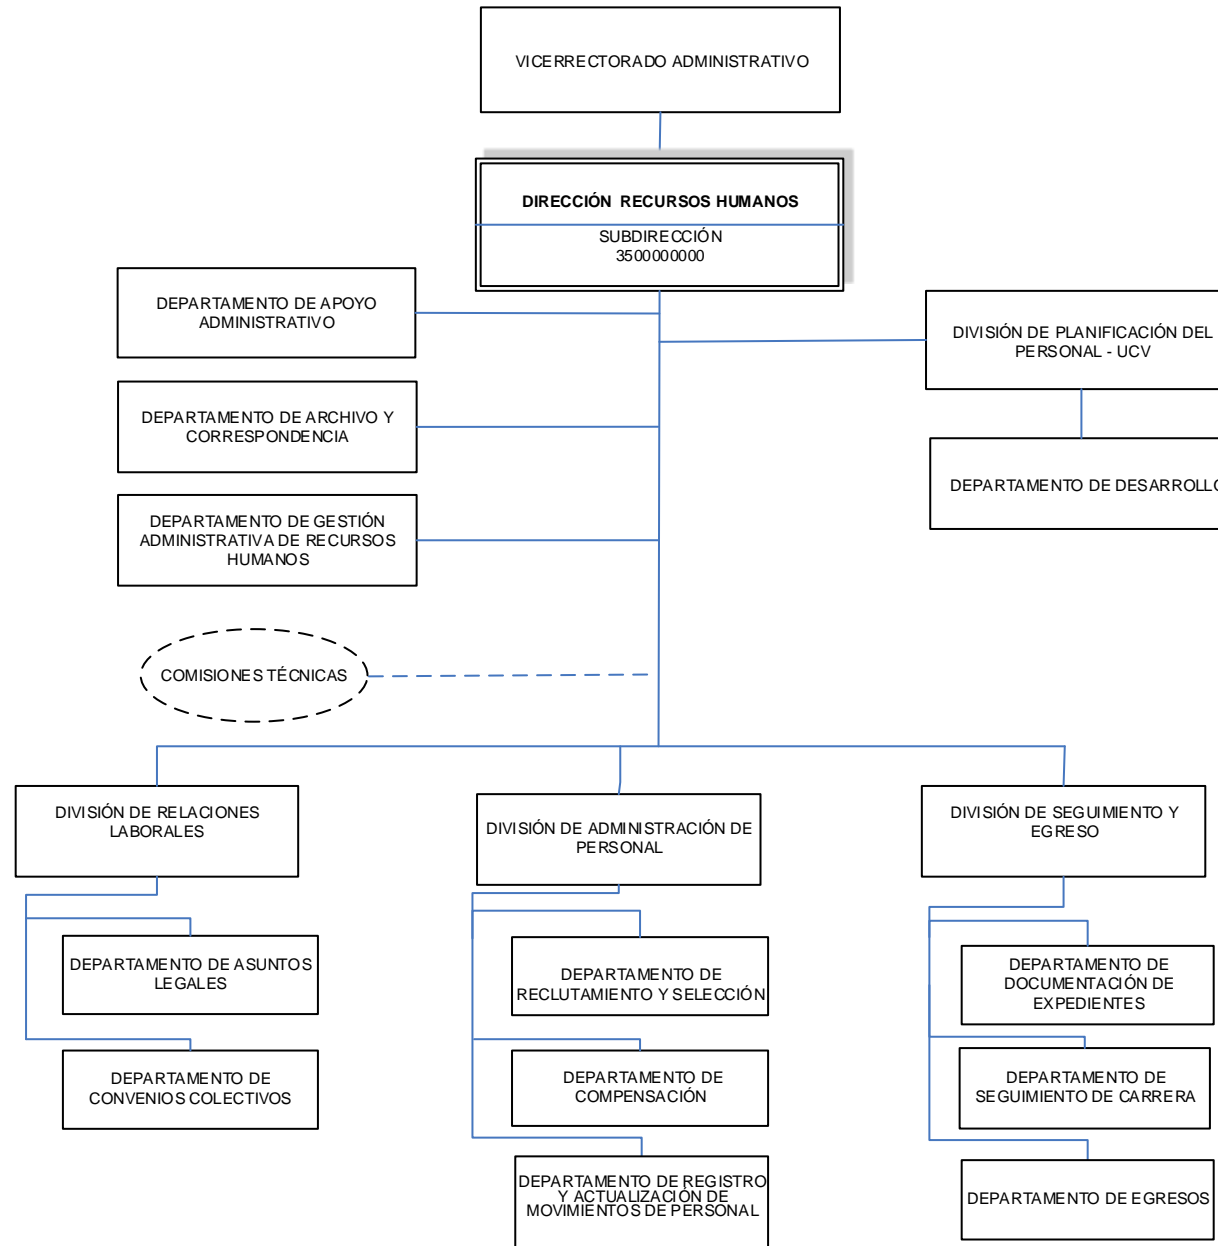 VICERRECTORADO ADMINISTRATIVO
DIRECCIÓN RECURSOS HUMANOS
SUBDIRECCIÓN
3500000000
DEPARTAMENTO DE APOYO
ADMINISTRATIVO
DIVISIÓN DE PLANIFICACIÓN DEL
PERSONAL - UCV
DEPARTAMENTO DE ARCHIVO Y
CORRESPONDENCIA
DEPARTAMENTO DE DESARROLLO
DEPARTAMENTO DE GESTIÓN
ADMINISTRATIVA DE RECURSOS
HUMANOS
COMISIONES TÉCNICAS
DIVISIÓN DE RELACIONES
LABORALES
DIVISIÓN DE ADMINISTRACIÓN DE
PERSONAL
DIVISIÓN DE SEGUIMIENTO Y
EGRESO
DEPARTAMENTO DE ASUNTOS
LEGALES
DEPARTAMENTO DE
RECLUTAMIENTO Y SELECCIÓN
DEPARTAMENTO DE
DOCUMENTACIÓN DE
EXPEDIENTES
DEPARTAMENTO DE
CONVENIOS COLECTIVOS
DEPARTAMENTO DE
COMPENSACIÓN
DEPARTAMENTO DE
SEGUIMIENTO DE CARRERA
DEPARTAMENTO DE REGISTRO
Y ACTUALIZACIÓN DE
MOVIMIENTOS DE PERSONAL
DEPARTAMENTO DE EGRESOS